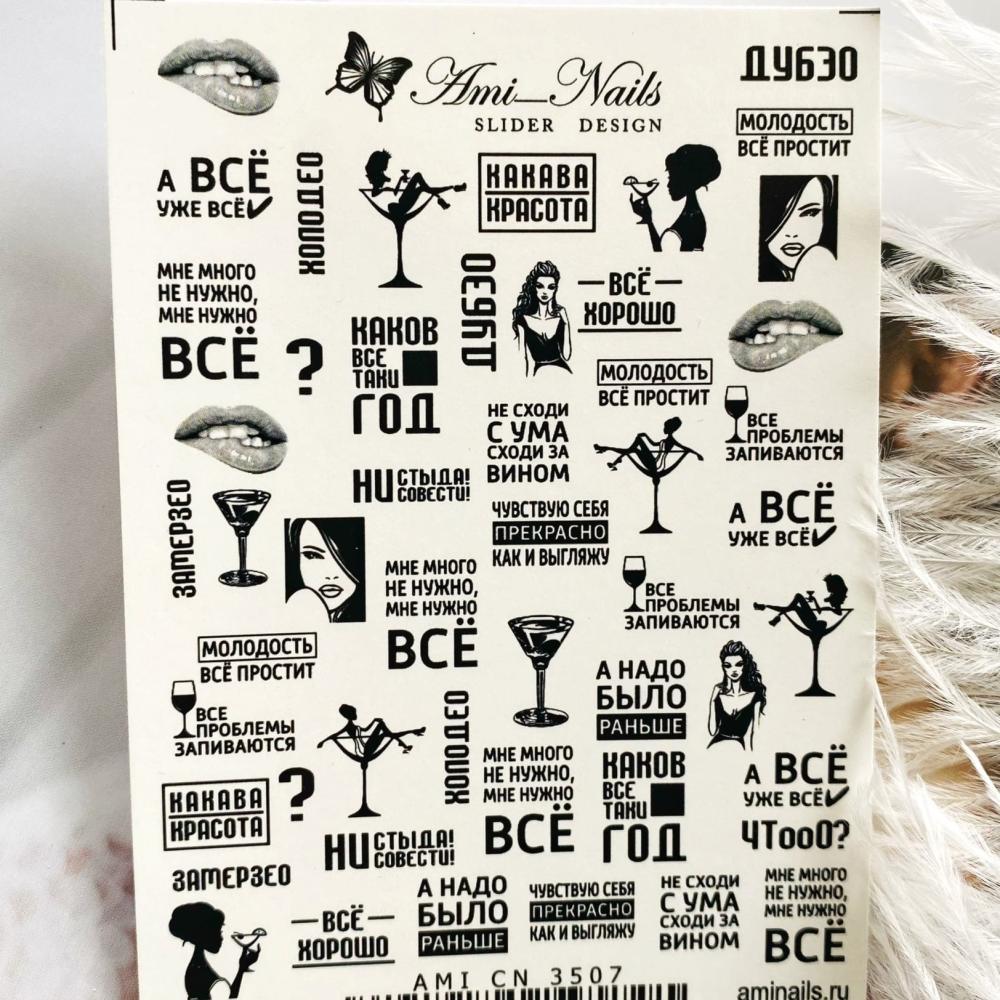 Ami_Nails
SLIDER DESIGN
ДУБЭО
МОЛОДОСТЬ
ВСЁ ПРОСТИТ
А ВСЁ
УЖЕ ВСЁ✔
ХОЛОДЕО
КАКАВА
КРАСОТА
МНЕ МНОГО
НЕ НУЖНО,
МНЕ НУЖНО
ВСЁ
?
КАКОВ
ВСЕ
ТАКИ
ГОД
ДУБЭО
ВСЁ
ХОРОШО
МОЛОДОСТЬ
ВСЁ ПРОСТИТ
НЕ СХОДИ
С УМА
СХОДИ ЗА
ВИНОМ
ВСЕ
ПРОБЛЕМЫ
ЗАПИВАЮТСЯ
ЗАМЕРЗЕО
НИ СТЫДА!
СОВЕСТИ!
ЧУВСТВУЮ СЕБЯ
ПРЕКРАСНО
КАК И ВЫГЛЯЖУ
А ВСЁ
УЖЕ ВСЁ✔
МНЕ МНОГО
НЕ НУЖНО,
МНЕ НУЖНО
ВСЁ
ВСЕ
ПРОБЛЕМЫ
ЗАПИВАЮТСЯ
МОЛОДОСТЬ
ВСЁ ПРОСТИТ
А НАДО
БЫЛО
РАНЬШЕ
ВСЕ
ПРОБЛЕМЫ
ЗАПИВАЮТСЯ
ХОЛОДЕО
МНЕ МНОГО
НЕ НУЖНО,
МНЕ НУЖНО
ВСЁ
КАКОВ
ВСЕ
ТАКИ
ГОД
А ВСЁ
УЖЕ ВСЁ✔
КАКАВА
КРАСОТА
?
НИ СТЫДА!
СОВЕСТИ!
ЧТооО?
ЗАМЕРЗЕО
ВСЁ
ХОРОШО
А НАДО
БЫЛО
РАНЬШЕ
ЧУВСТВУЮ СЕБЯ
ПРЕКРАСНО
КАК И ВЫГЛЯЖУ
НЕ СХОДИ
С УМА
СХОДИ ЗА
ВИНОМ
МНЕ МНОГО
НЕ НУЖНО,
МНЕ НУЖНО
ВСЁ
AMI CN 3507
aminails.ru